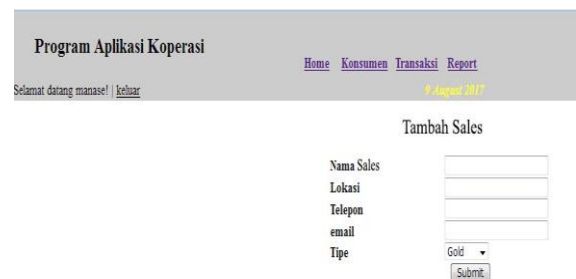 Program Aplikasi Koperasi
Home Konsumen Transaksi Report
Selamat datang manase! | keluar
9 August 2017
Tambah Sales
Nama Sales
Lokasi
Telepon
email
Tipe Gold
Submit